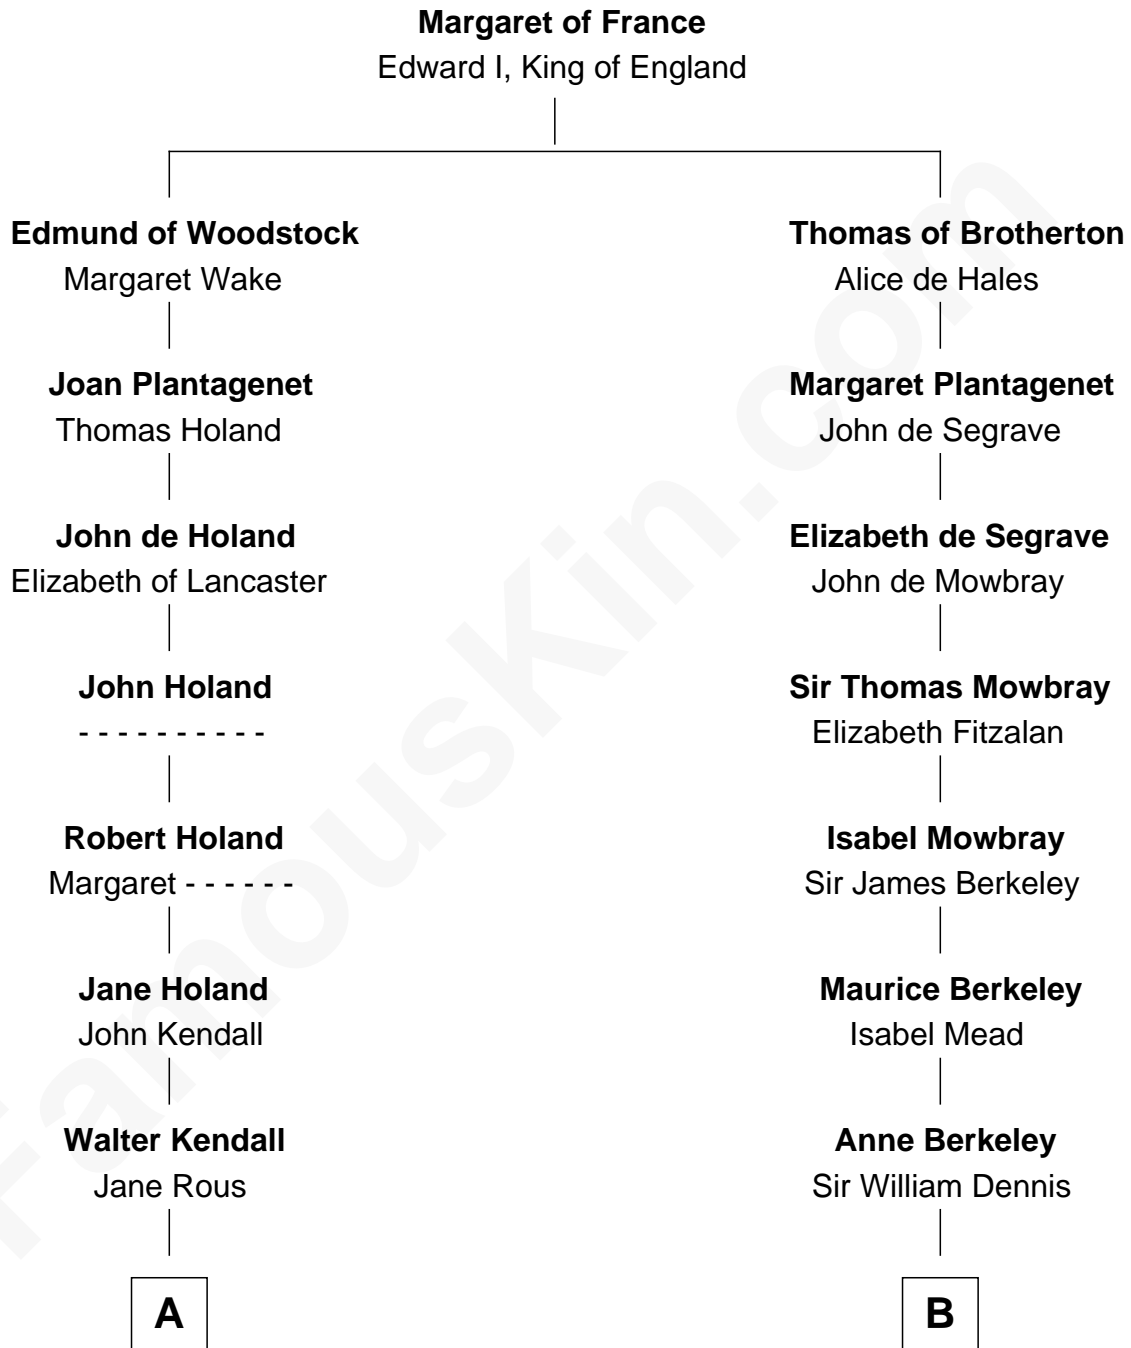 Margaret of France
Edward I, King of England
Edmund of Woodstock
Margaret Wake
Thomas of Brotherton
Alice de Hales
Joan Plantagenet
Thomas Holand
Margaret Plantagenet
John de Segrave
John de Holand
Elizabeth of Lancaster
Elizabeth de Segrave
John de Mowbray
John Holand
- - - - - - - - - -
Sir Thomas Mowbray
Elizabeth Fitzalan
Robert Holand
Margaret - - - - - -
Isabel Mowbray
Sir James Berkeley
Jane Holand
John Kendall
Maurice Berkeley
Isabel Mead
Walter Kendall
Jane Rous
Anne Berkeley
Sir William Dennis
A
B
FamousKin.com